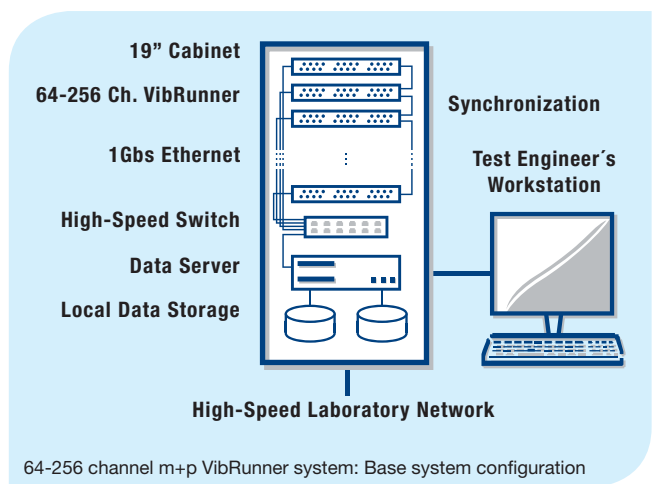 19” Cabinet
64-256 Ch. VibRunner
Synchronization
1Gbs Ethernet
Test Engineer´s
Workstation
High-Speed Switch
Data Server
Local Data Storage
High-Speed Laboratory Network
64-256 channel m+p VibRunner system: Base system configuration